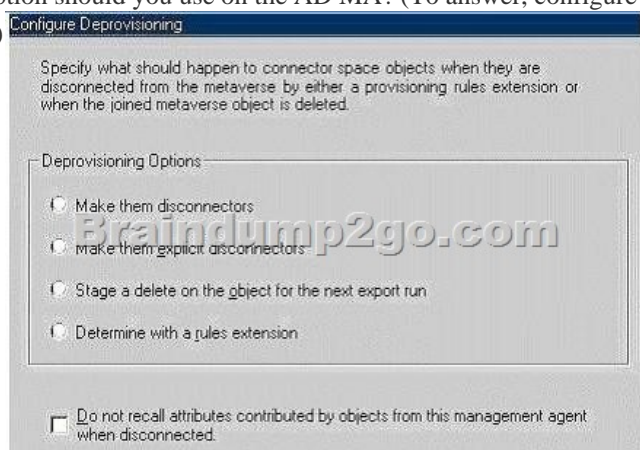 ption should you use on the AD MA? (To answer, configure
)
Configure Deprovisioning
Specify what should happen to connector space objects when they are
disconnected from the metaverse by either a provisioning rules extension or
when the joined metaverse object is deleted.
Deprovisioning Options
Make them disconnectors
Braindump2go.com
Make them explicit disconnectors
Stage a delete on the object for the next export run
Determine with a rules extension
Do not recall attributes contributed by objects from this management agent
when disconnected.